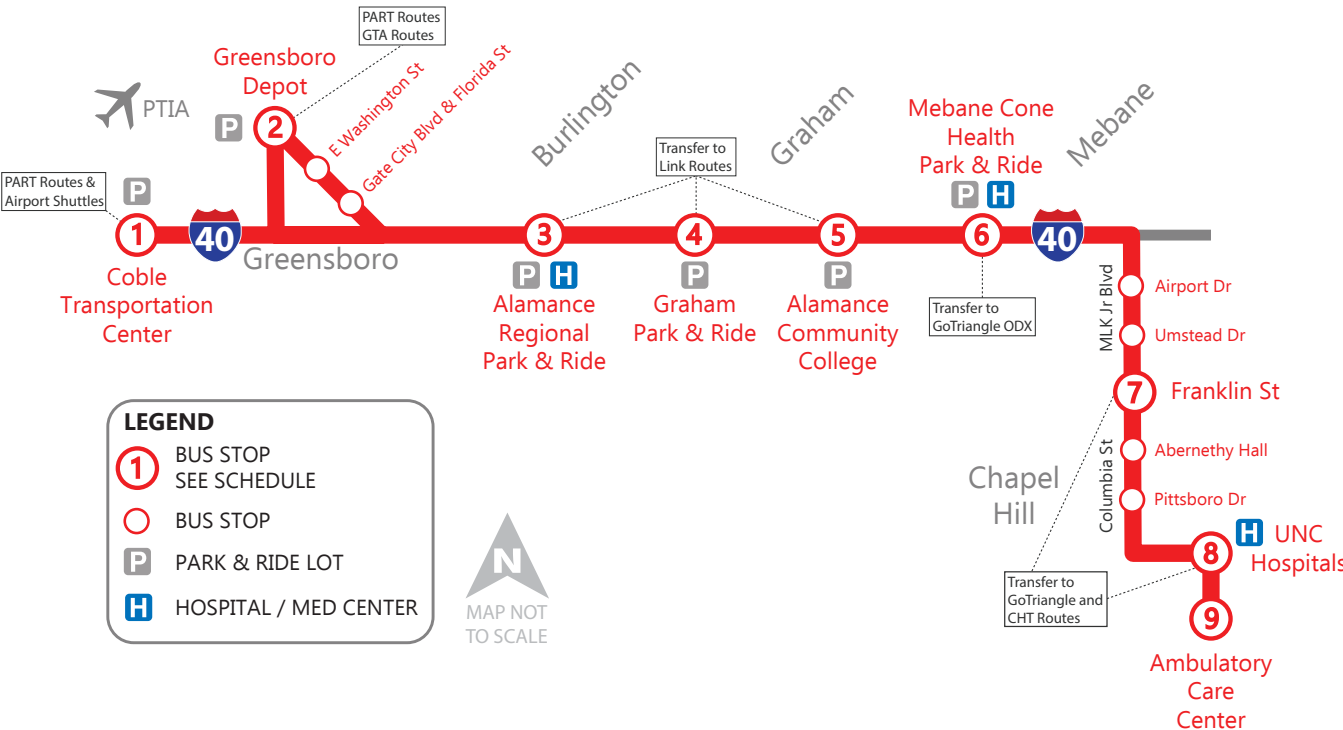 PART Routes
GTA Routes
Greensboro
Depot
E Washington St
Gate City Blvd & Florida St
PTIA
P
2
PART Routes &
Airport Shuttles
P
1
40
Greensboro
Coble
Transportation
Center
Burlington
Transfer to
Link Routes
Graham
3
P H
Alamance
Regional
Park & Ride
4
P
Graham
Park & Ride
5
P
Alamance
Community
College
Mebane Cone
Health
Park & Ride
P H
6
Mebane
40
Transfer to
GoTriangle ODX
MLK Jr Blvd
Airport Dr
Umstead Dr
7
Franklin St
Columbia St
Abernethy Hall
Pittsboro Dr
Chapel
Hill
8
H UNC
Hospitals
Transfer to
GoTriangle and
CHT Routes
9
Ambulatory
Care
Center
LEGEND
1
BUS STOP
SEE SCHEDULE
BUS STOP
P PARK & RIDE LOT
H HOSPITAL / MED CENTER
N
MAP NOT
TO SCALE